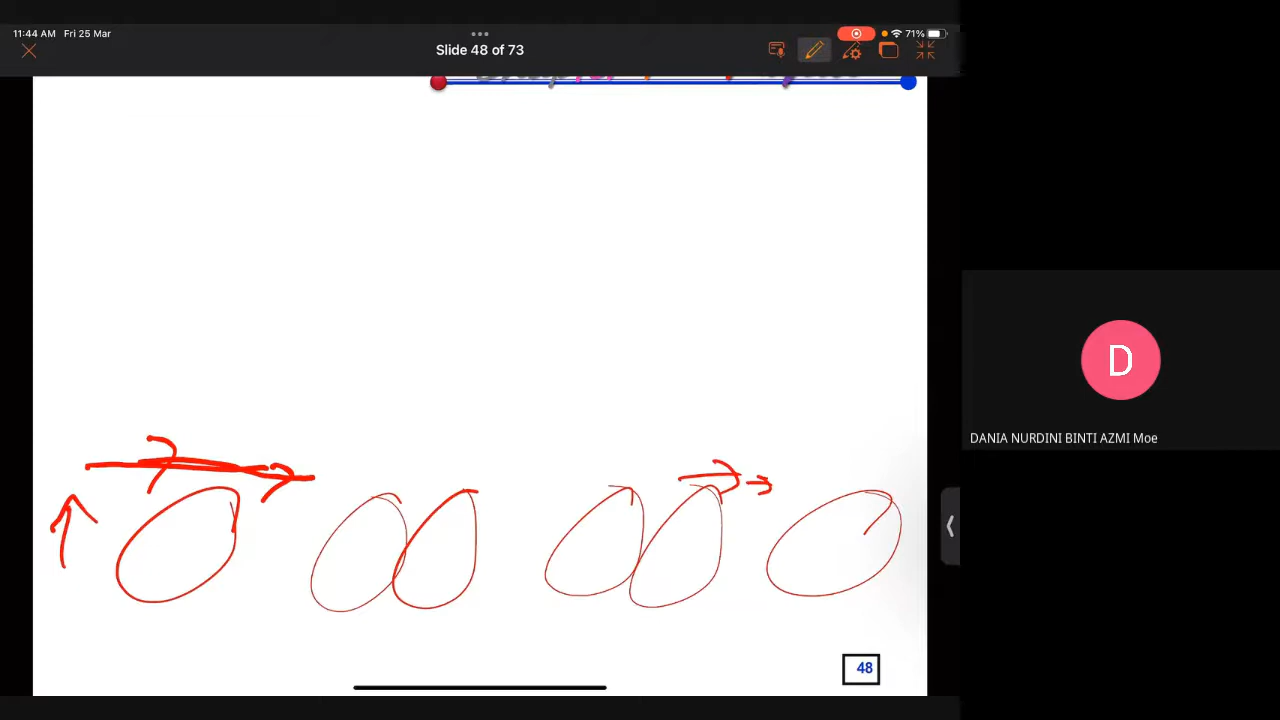 11:44 AM Fri 25 Mar
71%
Slide 48 of 73
D
DANIA NURDINI BINTI AZMI Moe
48